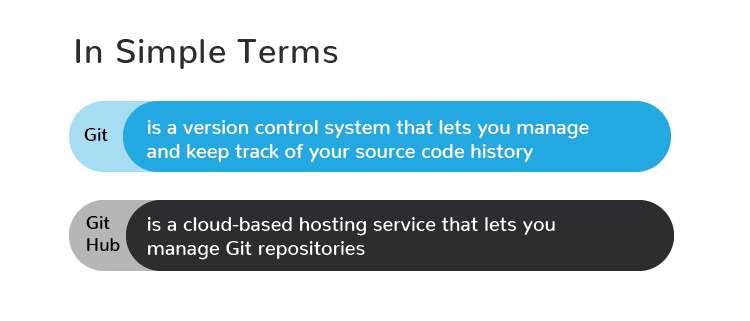 In Simple Terms
Git
is a version control system that lets you manage
and keep track of your source code history
Git
Hub
is a cloud-based hosting service that lets you
manage Git repositories